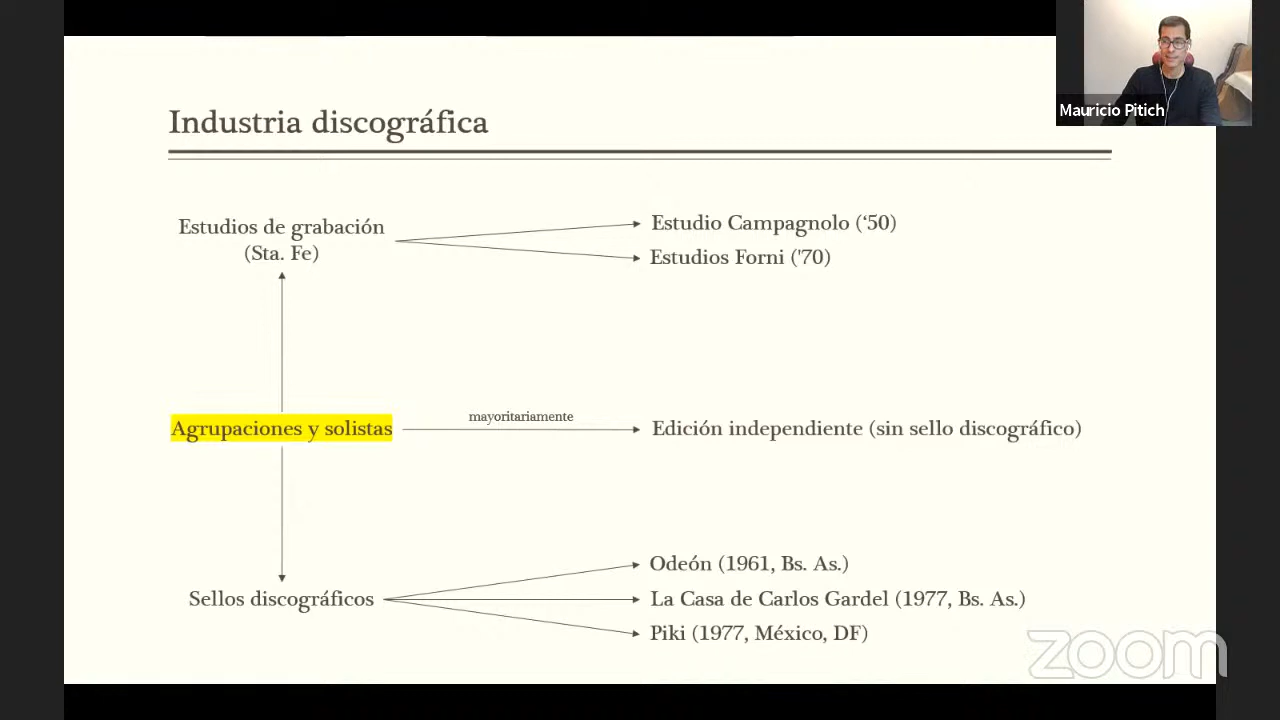 Mauricio Pitich
Industria discográfica
Estudios de grabación
(Sta. Fe)
Estudio Campagnolo (‘50)
Estudios Forni ('70)
Agrupaciones y solistas
mayoritariamente
Edición independiente (sin sello discográfico)
Sellos discográficos
Odeón (1961, Bs. As.)
La Casa de Carlos Gardel (1977, Bs. As.)
Piki (1977, México, DF)
zoom